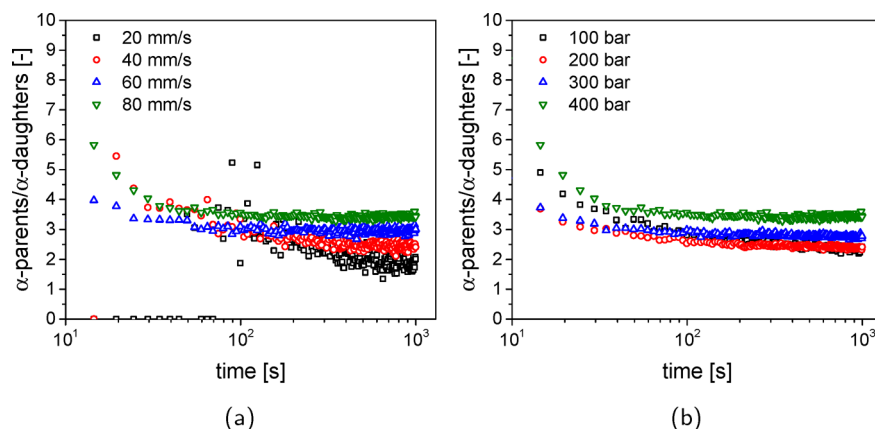 α-parents/α-daughters [-]
10
9
8
7
6
5
4
3
2
1
0
20 mm/s
40 mm/s
60 mm/s
80 mm/s
10¹ 10² 10³
time [s]
(a)
α-parents/α-daughters [-]
10
9
8
7
6
5
4
3
2
1
0
100 bar
200 bar
300 bar
400 bar
10¹ 10² 10³
time [s]
(b)